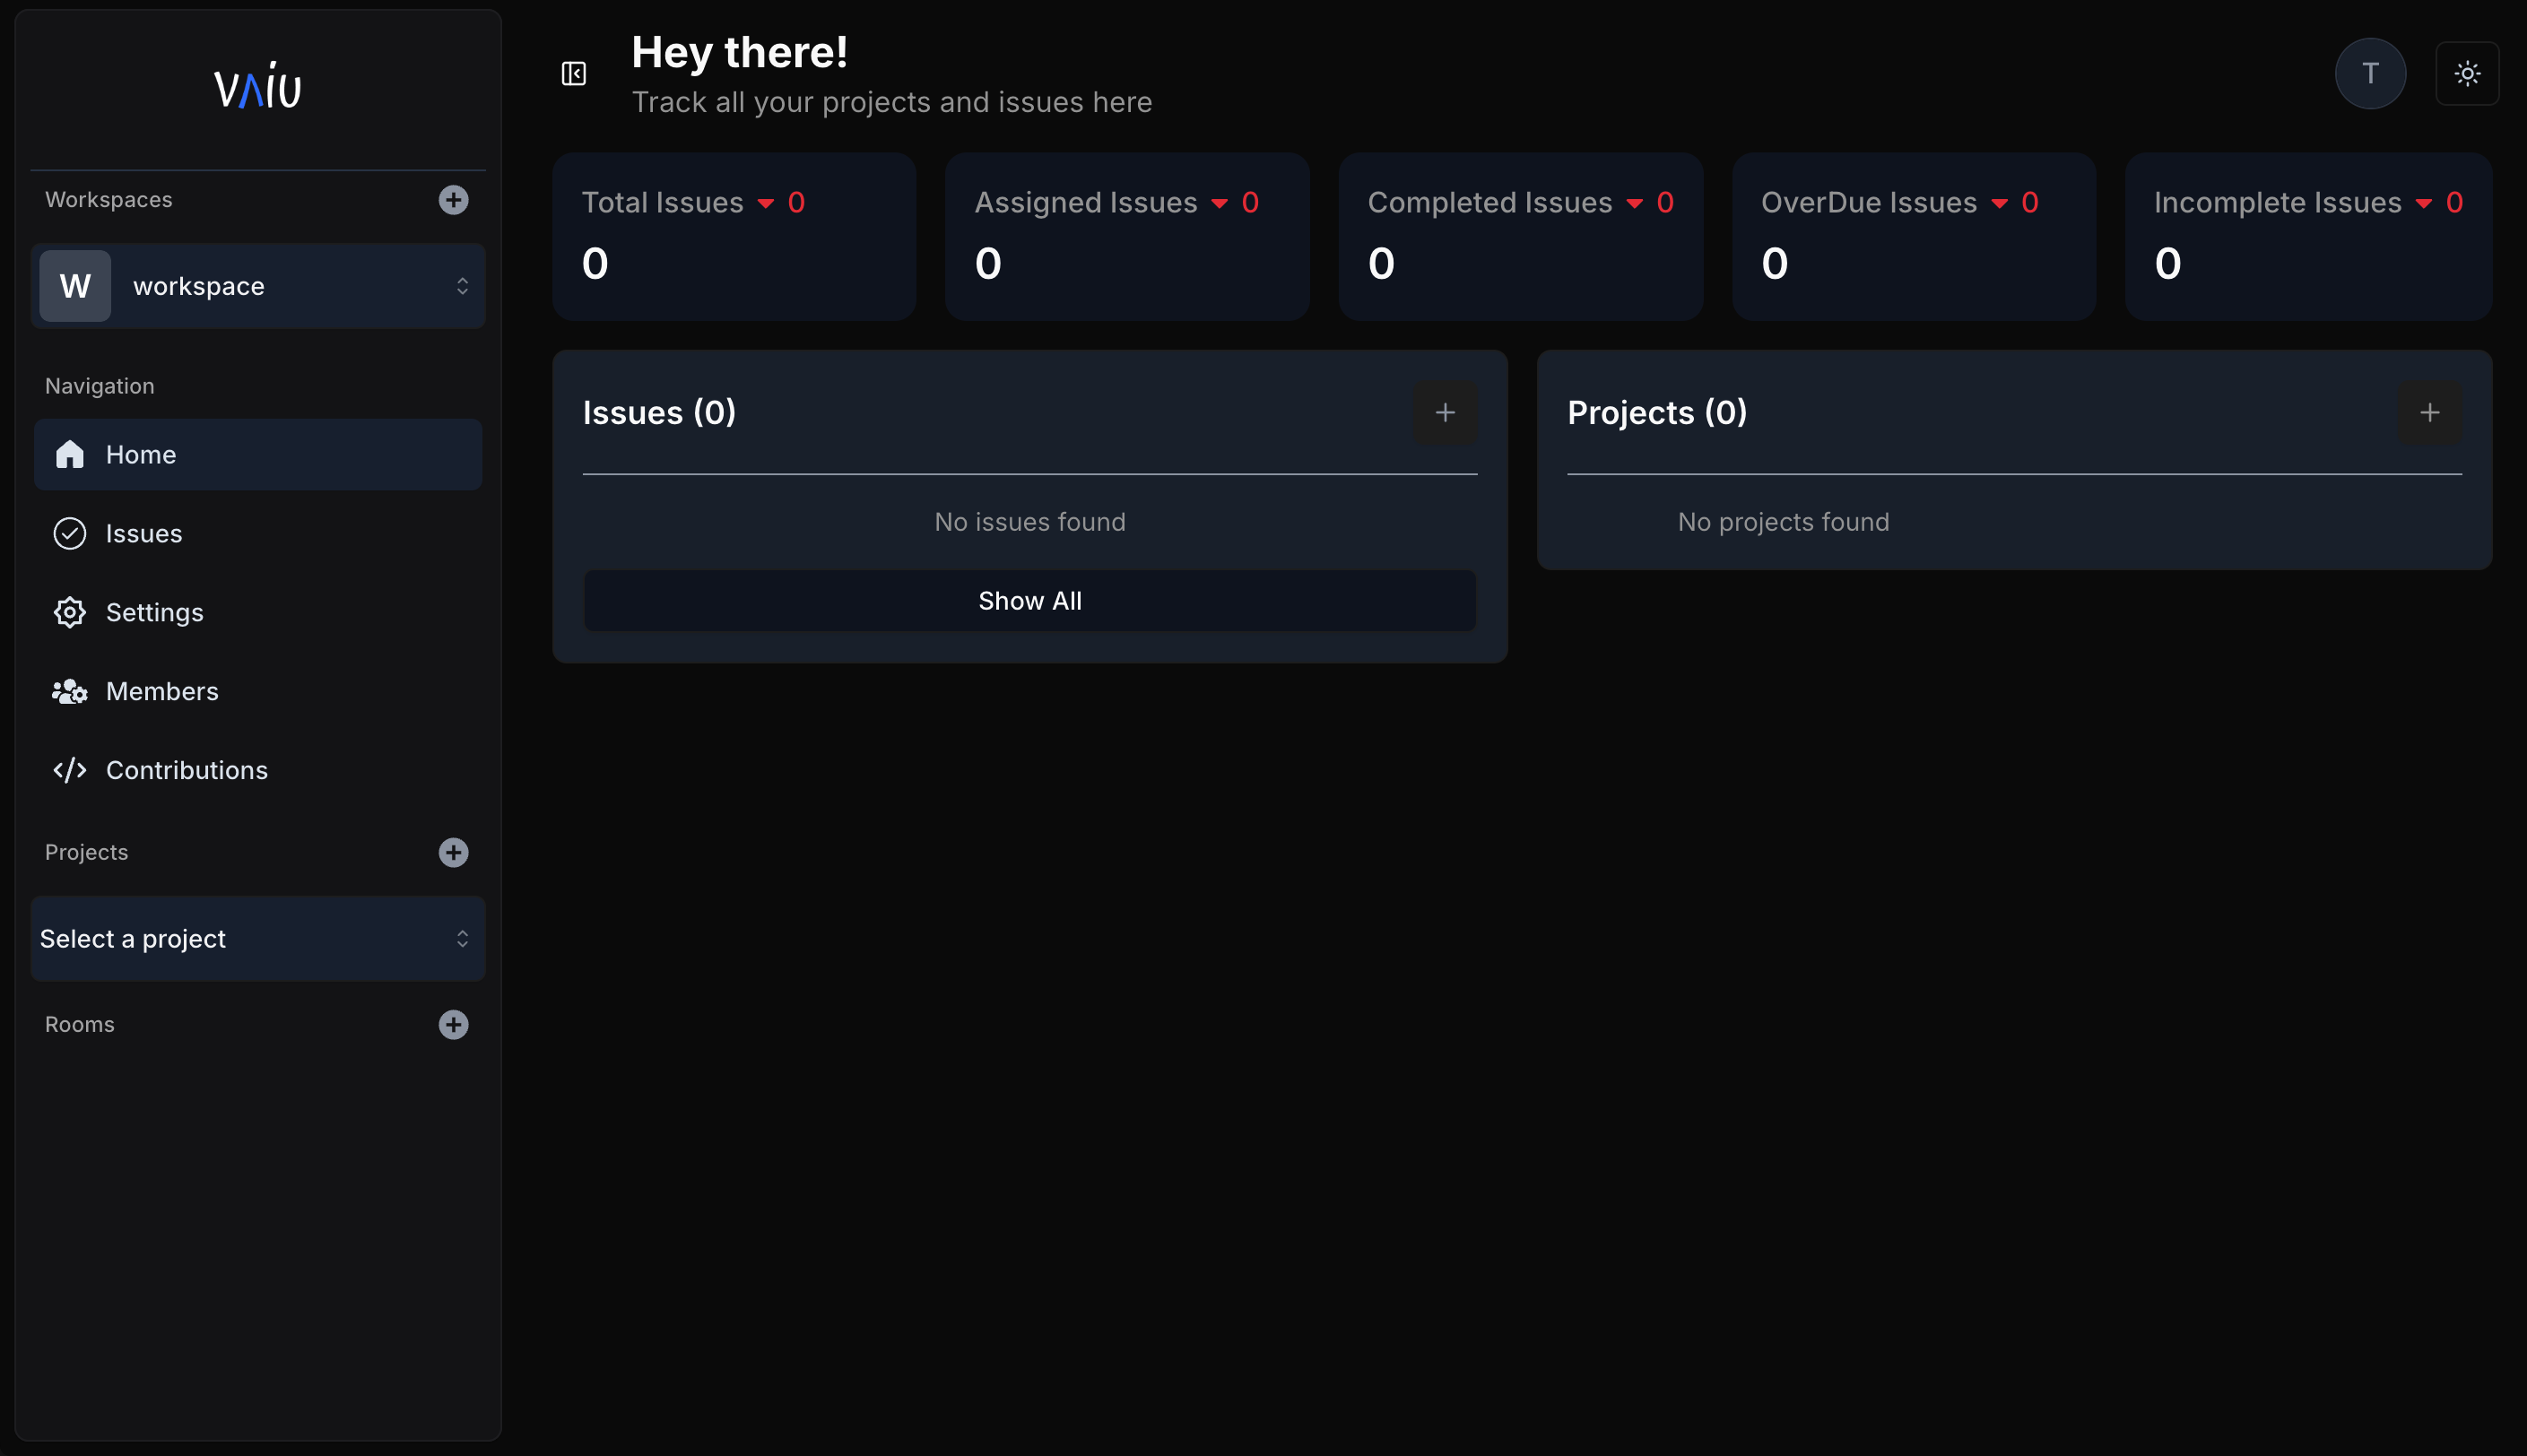 VAIU
Workspaces
W workspace
Navigation
Home
Issues
Settings
Members
Contributions
Projects
Select a project
Rooms
Hey there!
Track all your projects and issues here
T
Total Issues 0
0
Assigned Issues 0
0
Completed Issues 0
0
OverDue Issues 0
0
Incomplete Issues 0
0
Issues (0)
No issues found
Show All
Projects (0)
No projects found